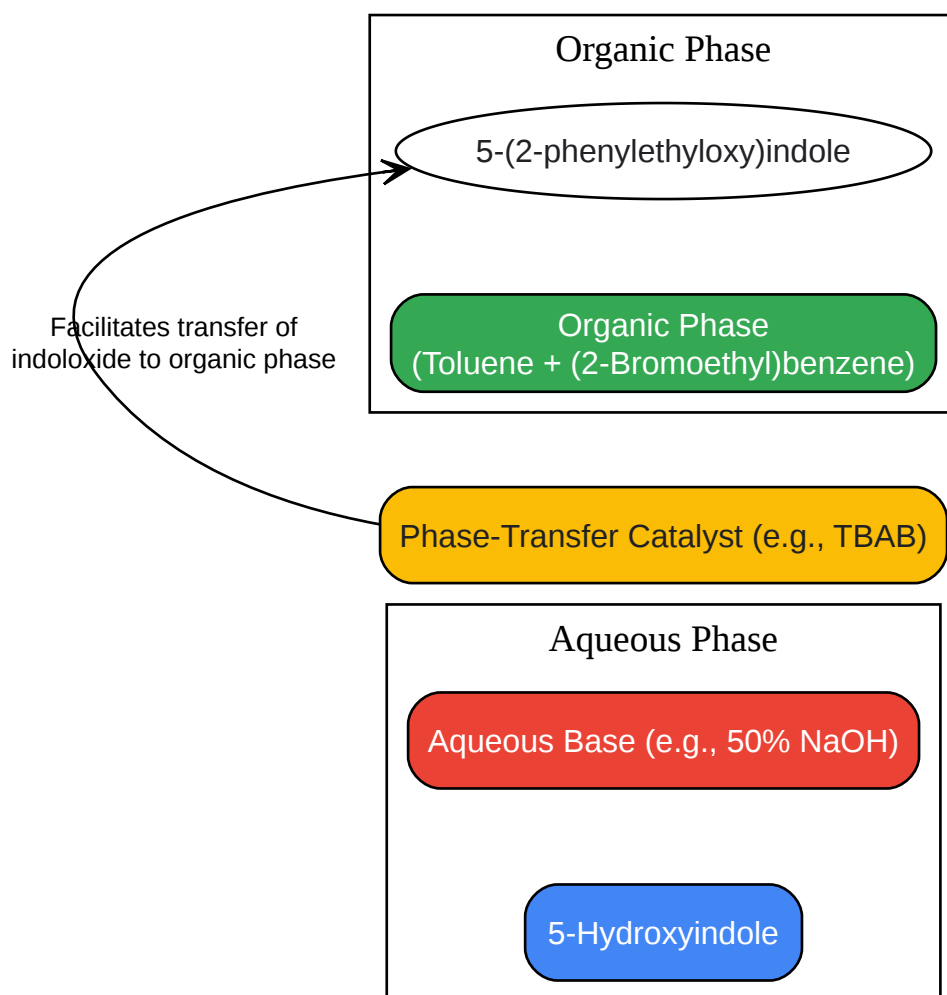 Organic Phase
5-(2-phenylethyloxy)indole
Facilitates transfer of
indoloxide to organic phase
Organic Phase
(Toluene + (2-Bromoethyl)benzene)
Phase-Transfer Catalyst (e.g., TBAB)
Aqueous Phase
Aqueous Base (e.g., 50% NaOH)
5-Hydroxyindole